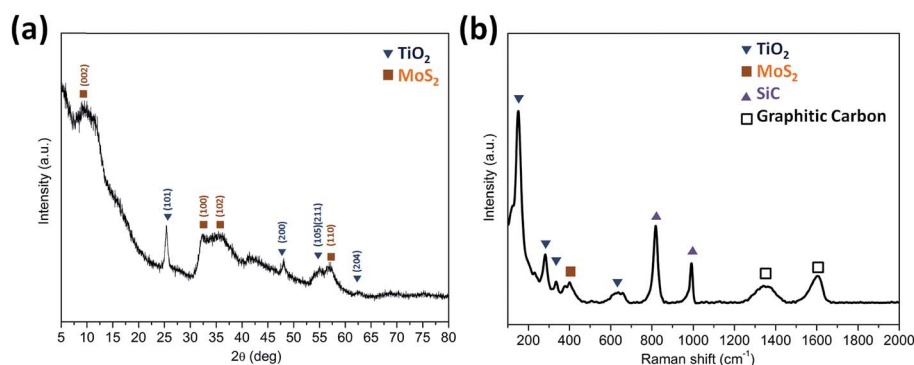 (a)
TiO2
MoS2
(002)
(101)
(100)
(102)
(200)
(105)(211)
(110)
(204)
Intensity (a.u.)
5 10 15 20 25 30 35 40 45 50 55 60 65 70 75 80
2θ (deg)
(b)
TiO2
MoS2
SiC
Graphitic Carbon
Intensity (a.u.)
0 200 400 600 800 1000 1200 1400 1600 1800 2000
Raman shift (cm⁻¹)